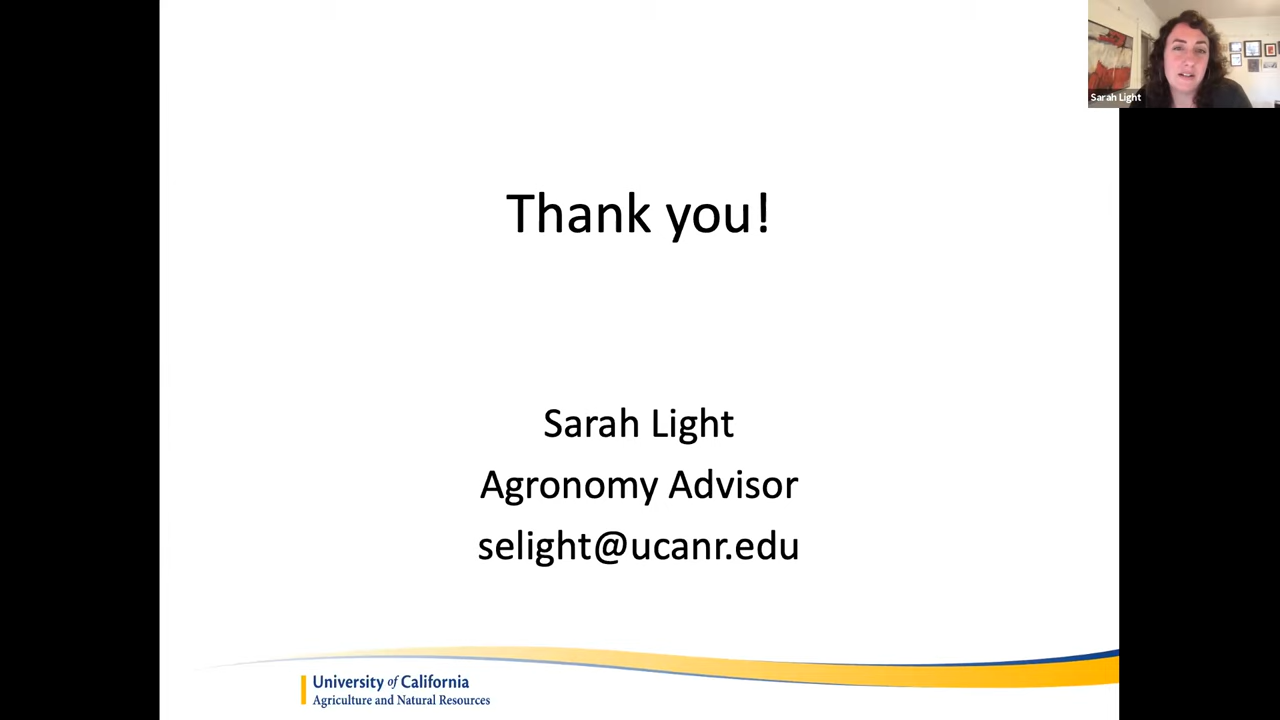 Sarah Light
Thank you!
Sarah Light
Agronomy Advisor
selight@ucanr.edu
University of California
Agriculture and Natural Resources